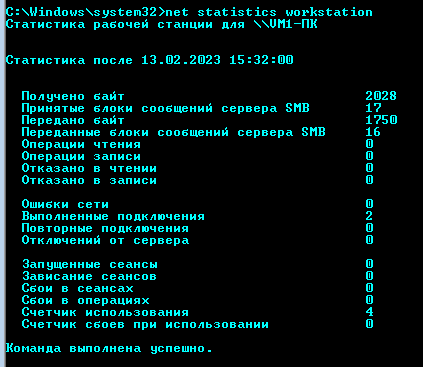 C:\Windows\system32>net statistics workstation
Статистика рабочей станции для \\VM1-ПК
Статистика после 13.02.2023 15:32:00
Получено байт 2028
Принятые блоки сообщений сервера SMB 17
Передано байт 1750
Переданные блоки сообщений сервера SMB 16
Операции чтения 0
Операции записи 0
Отказано в чтении 0
Отказано в записи 0
Ошибки сети 0
Выполненные подключения 2
Повторные подключения 0
Отключений от сервера 0
Запущенные сеансы 0
Зависание сеансов 0
Сбои в сеансах 0
Сбои в операциях 0
Счетчик использования 4
Счетчик сбоев при использовании 0
Команда выполнена успешно.